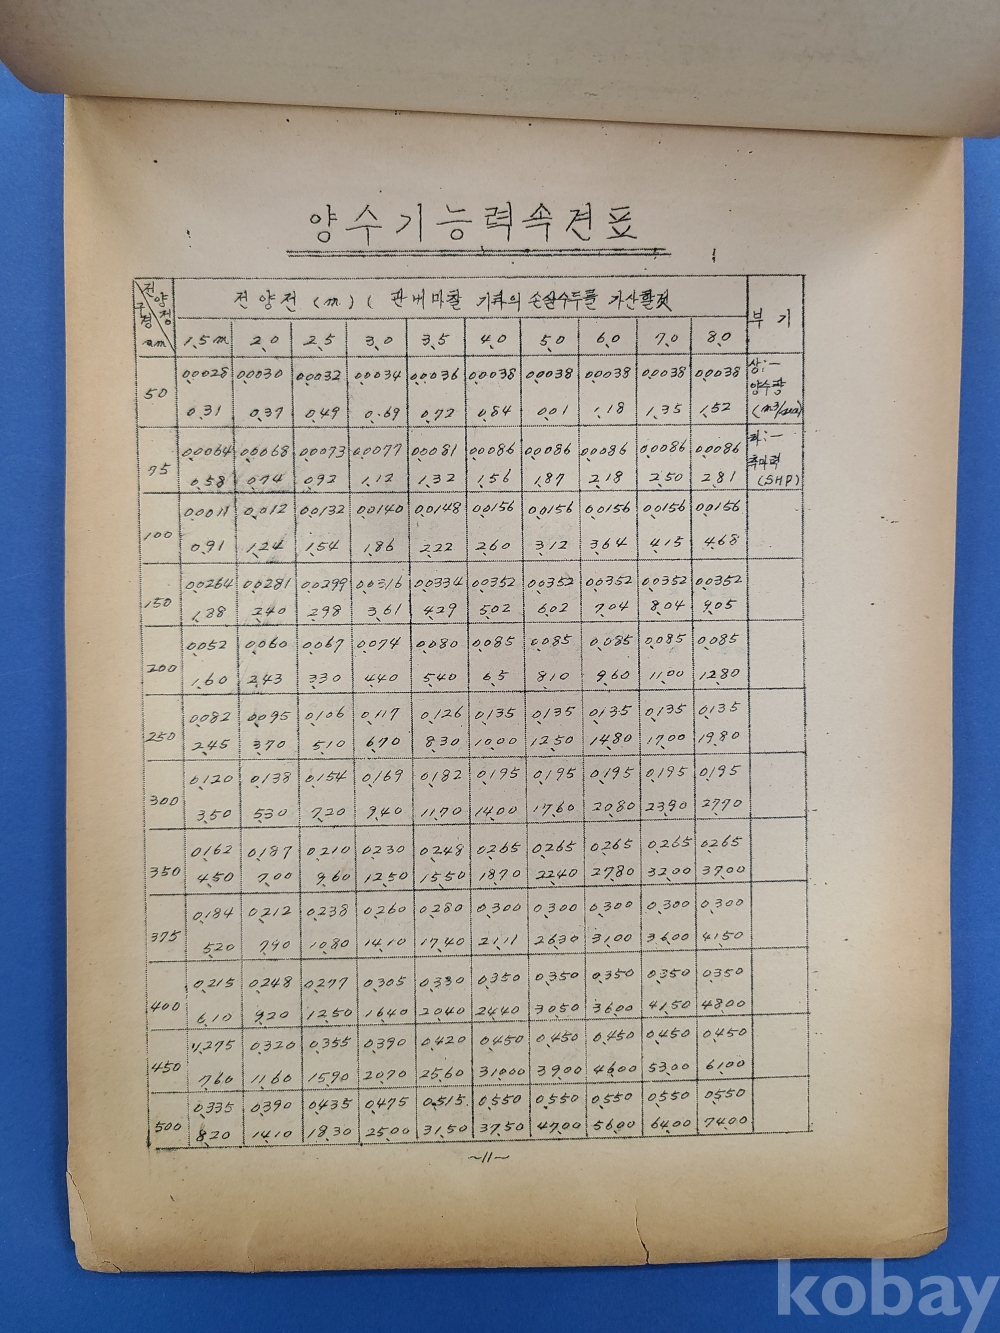 양수기능력속견표
전양정 구경 mm
전양전 (m) ( 관내마찰 기타의 손실수두를 가산할것
부기
1.5m 2.0 2.5 3.0 3.5 4.0 5.0 6.0 7.0 8.0
50 0.0028 0.0030 0.0032 0.0034 0.0036 0.0038 0.0038 0.0038 0.0038 0.0038 상:一
0.31 0.37 0.49 0.69 0.72 0.84 0.01 1.18 1.35 1.52
양수량
(m³/sec)
75 0.0064 0.0068 0.0073 0.0077 0.0081 0.0086 0.0086 0.0086 0.0086 0.0086
0.58 0.74 0.92 1.12 1.32 1.56 1.87 2.18 2.50 2.81
축마력
(SHP)
100 0.0011 0.012 0.0132 0.0140 0.0148 0.0156 0.0156 0.0156 0.0156 0.0156
0.91 1.24 1.54 1.86 2.22 2.60 3.12 3.64 4.15 4.68
150 0.0264 0.0281 0.0299 0.0316 0.0334 0.0352 0.0352 0.0352 0.0352 0.0352
1.88 2.40 2.98 3.61 4.29 5.02 6.02 7.04 8.04 9.05
200 0.052 0.060 0.067 0.074 0.080 0.085 0.085 0.085 0.085 0.085
1.60 2.43 3.30 4.40 5.40 6.5 8.10 9.60 11.00 12.80
250 0.082 0.095 0.106 0.117 0.126 0.135 0.135 0.135 0.135 0.135
2.45 3.70 5.10 6.70 8.30 10.00 12.50 14.80 17.00 19.80
300 0.120 0.138 0.154 0.169 0.182 0.195 0.195 0.195 0.195 0.195
3.50 5.30 7.20 9.40 11.70 14.00 17.60 20.80 23.90 27.70
350 0.162 0.187 0.210 0.230 0.248 0.265 0.265 0.265 0.265 0.265
4.50 7.00 9.60 12.50 15.50 18.70 22.40 27.80 32.00 37.00
375 0.184 0.212 0.238 0.260 0.280 0.300 0.300 0.300 0.300 0.300
5.20 7.90 10.80 14.10 17.40 21.11 26.30 31.00 36.00 41.50
400 0.215 0.248 0.277 0.305 0.330 0.350 0.350 0.350 0.350 0.350
6.10 9.20 12.50 16.40 20.40 24.40 30.50 36.00 41.50 48.00
450 0.275 0.320 0.355 0.390 0.420 0.450 0.450 0.450 0.450 0.450
7.60 11.60 15.90 20.70 25.60 31.000 39.00 46.00 53.00 61.00
500 0.335 0.390 0.435 0.475 0.515 0.550 0.550 0.550 0.550 0.550
8.20 14.10 18.30 25.00 31.50 37.50 47.00 56.00 64.00 74.00
~11~
kobay